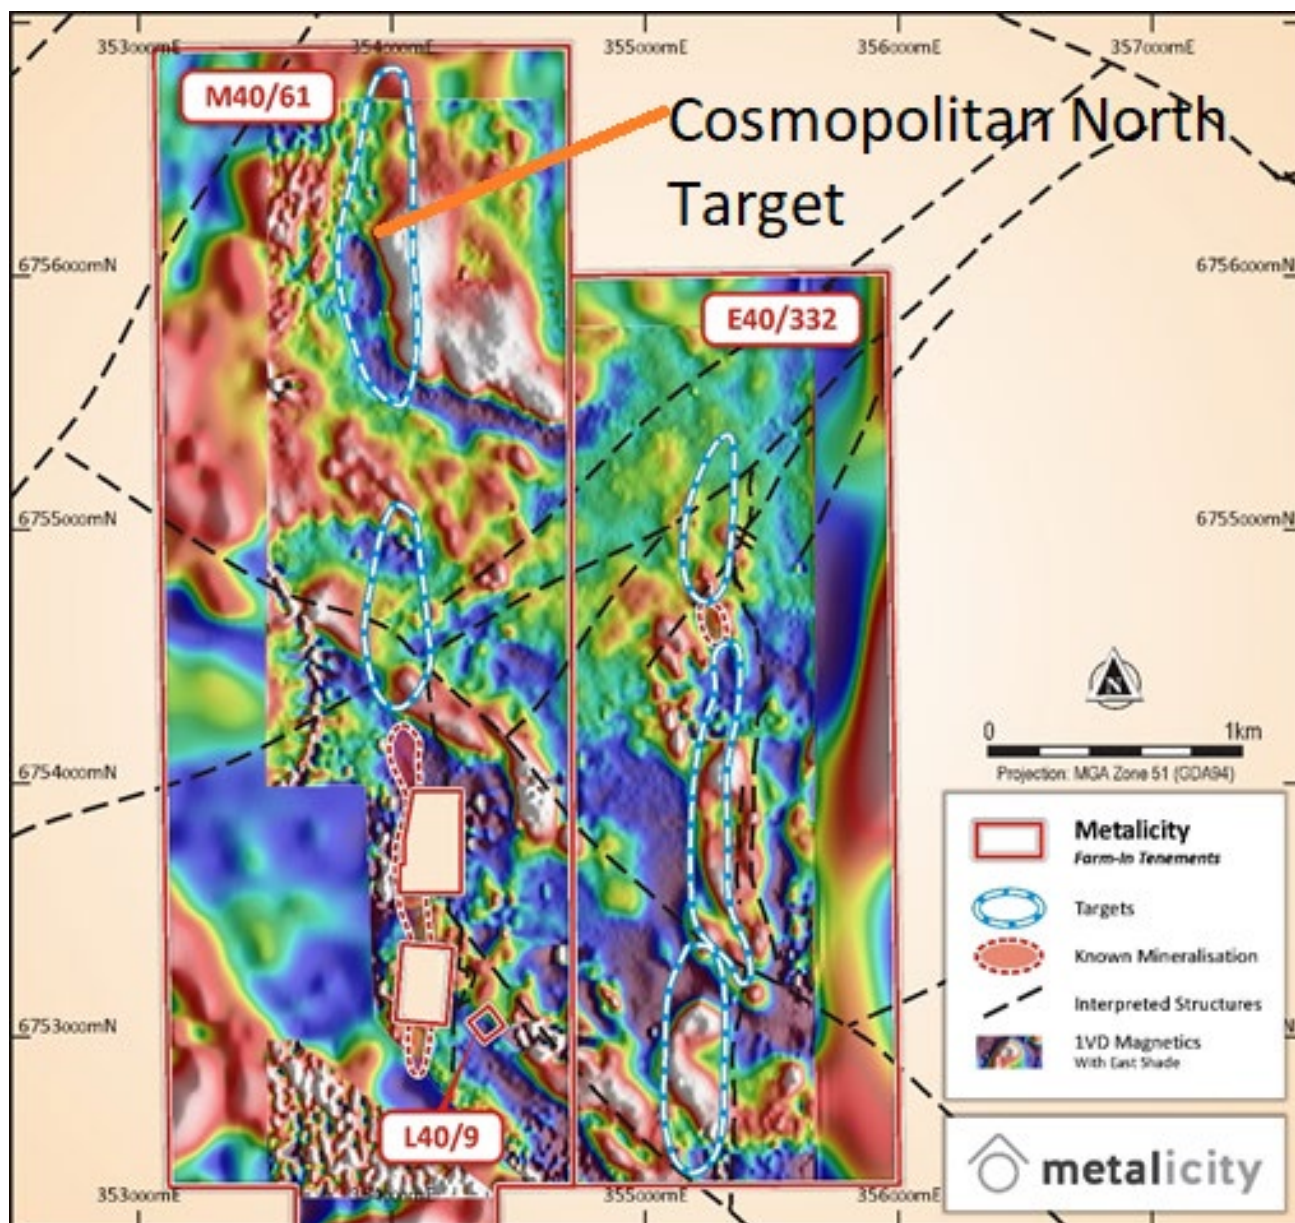 353000mE
354000mE
355000mE
356000mE
357000mE
M40/61
Cosmopolitan North
Target
6756000mN
6756000mN
E40/332
6755000mN
6755000mN
N
0
1km
6754000mN
Projection: MGA Zone 51 (GDA94)
Metalicity
Farm-In Tenements
Targets
Known Mineralisation
Interpreted Structures
6753000mN
1VD Magnetics
With East Shade
L40/9
353000mE
355000mE
356000mE
metalicity